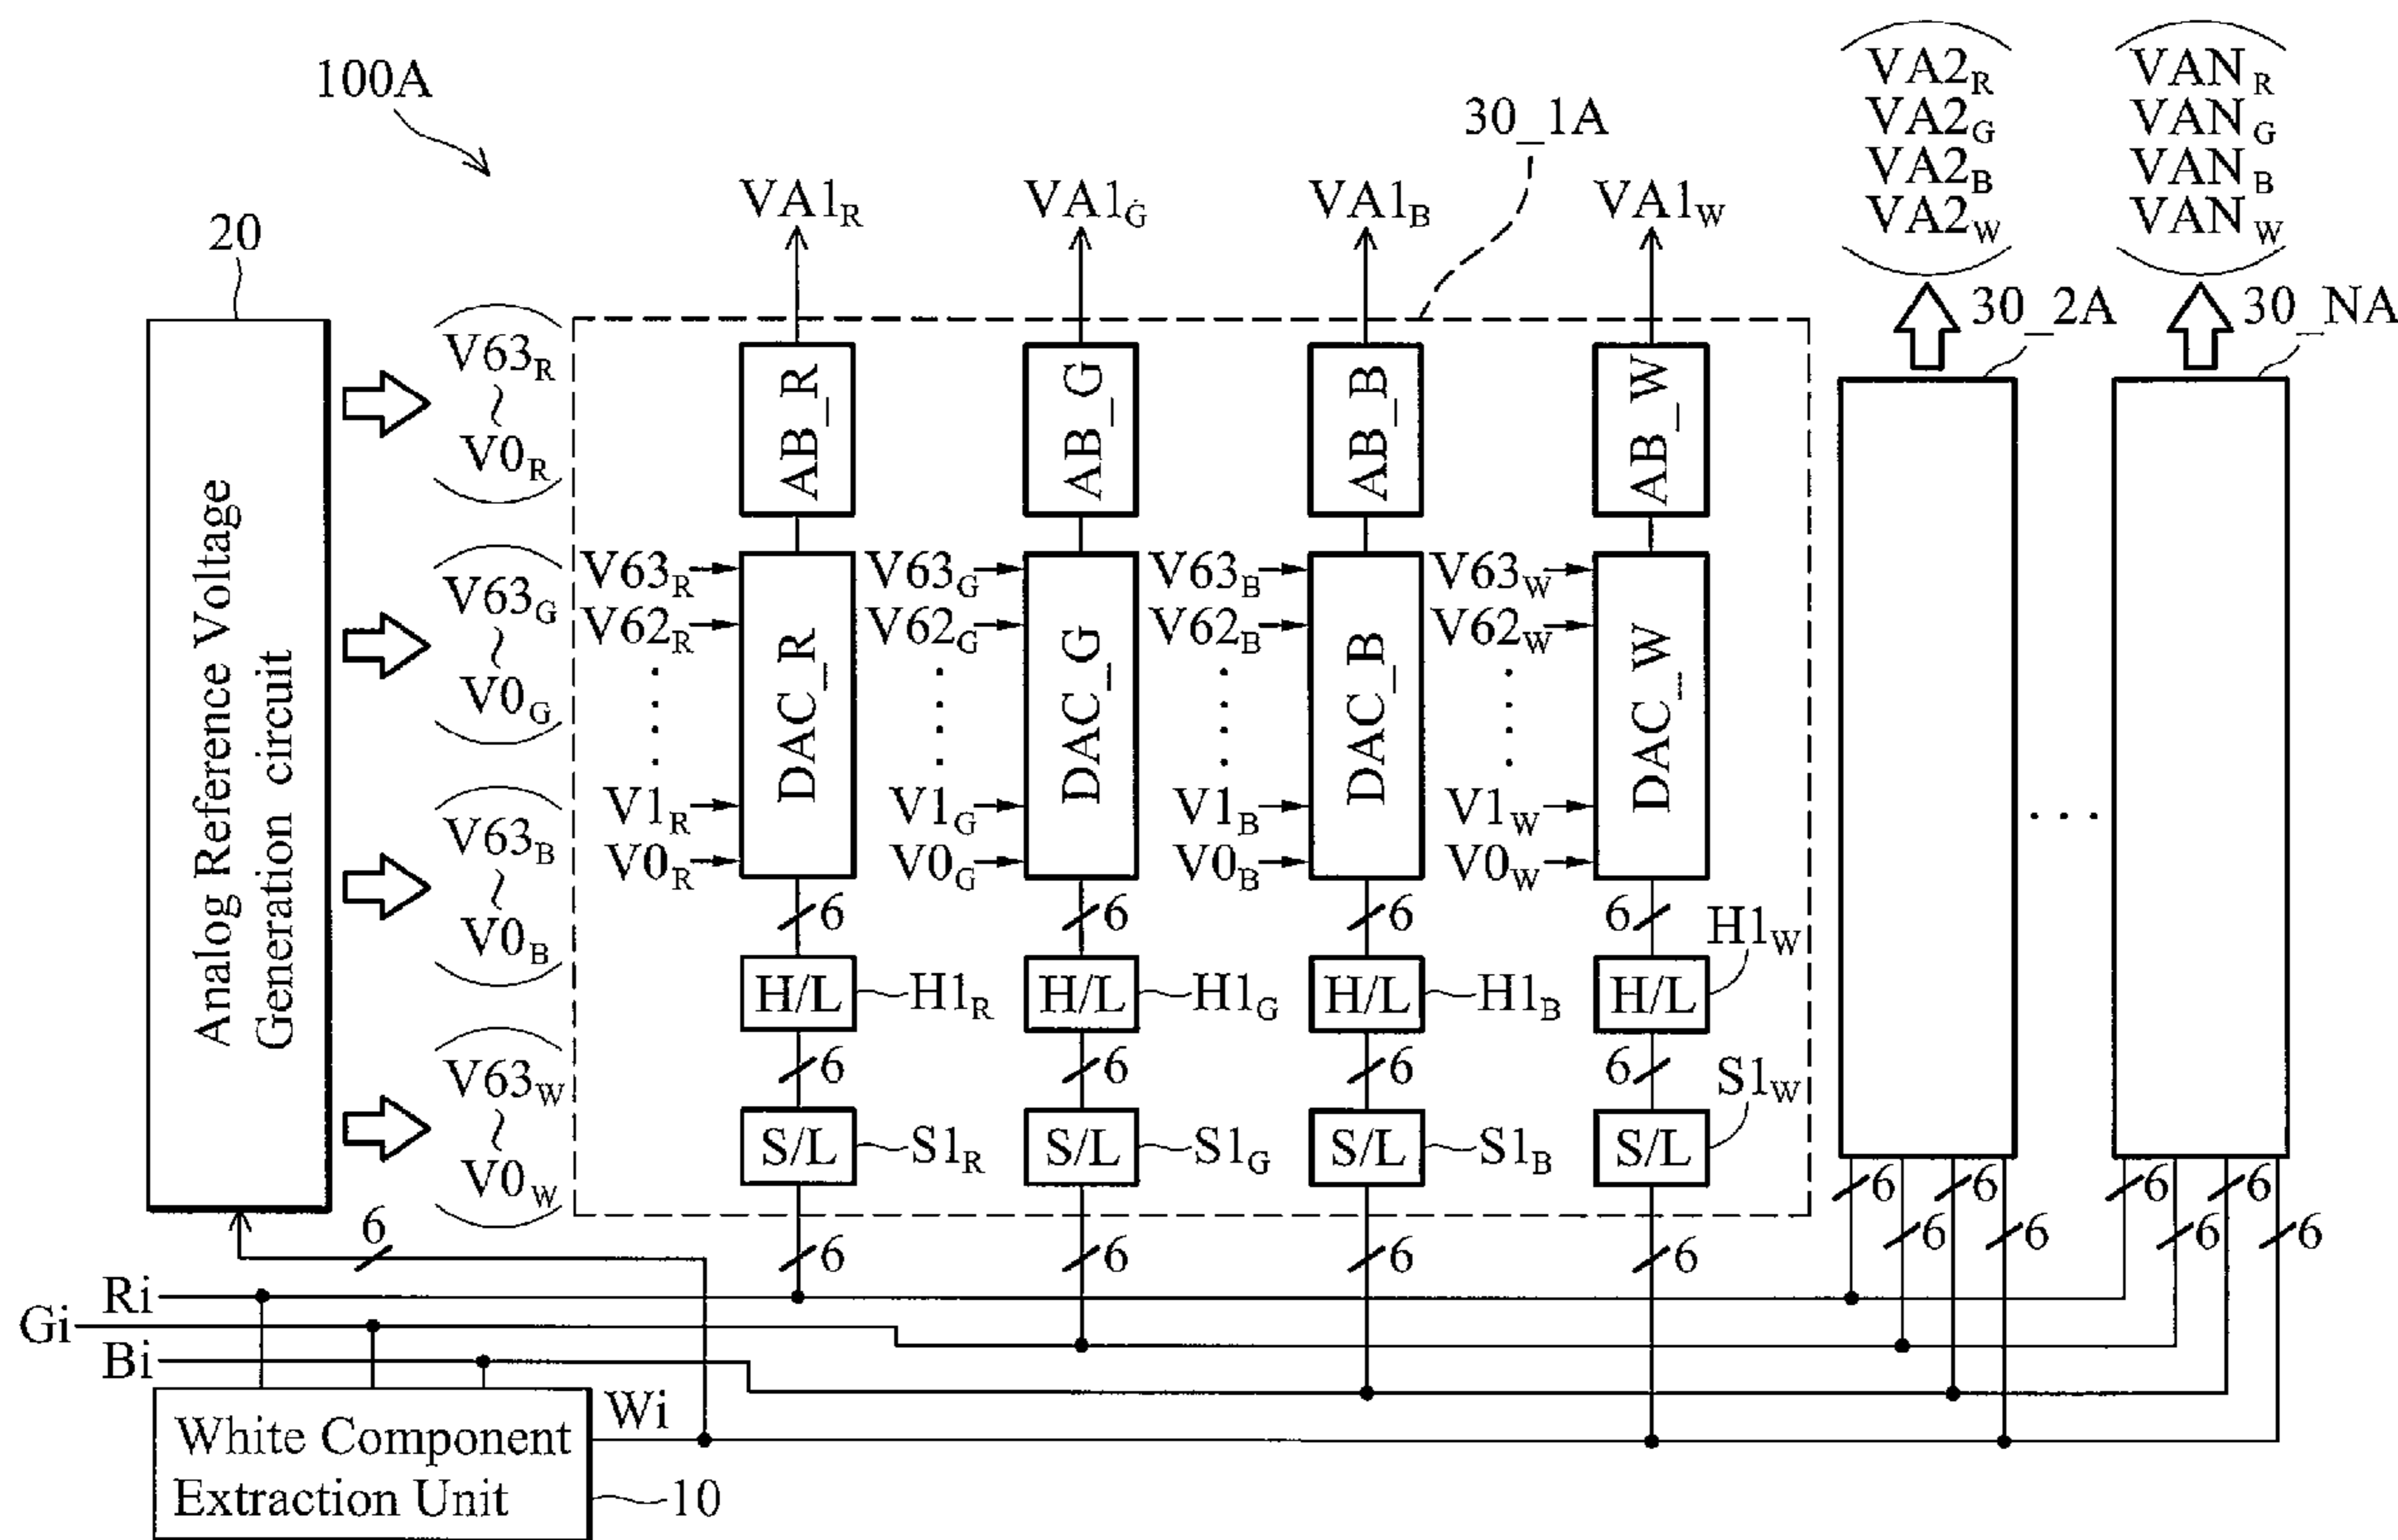 100A
20
Analog Reference Voltage
Generation circuit
V63R
~
V0R
V63G
~
V0G
V63B
~
V0B
V63W
~
V0W
30_1A
VA1R
VA1G
VA1B
VA1W
VA2R
VA2G
VA2B
VA2W
VANR
VANG
VANB
VANW
30_2A
30_NA
AB_R
AB_G
AB_B
AB_W
V63R
V62R
V1R
V0R
DAC_R
V63G
V62G
V1G
V0G
DAC_G
V63B
V62B
V1B
V0B
DAC_B
V63W
V62W
V1W
V0W
DAC_W
. . .
6 6 6 6
H/L H1R
H/L H1G
H/L H1B
H/L H1W
6 6 6 6
S/L S1R
S/L S1G
S/L S1B
S/L S1W
6 6 6 6
6 6 6 6
6 6 6 6
6
Ri
Gi
Bi
Wi
White Component
Extraction Unit
10